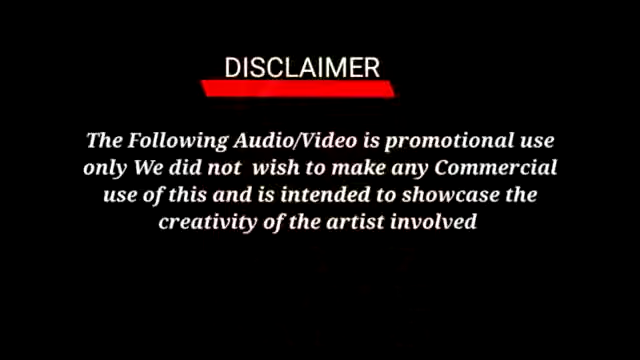 DISCLAIMER
The Following Audio/Video is promotional use
only We did not wish to make any Commercial
use of this and is intended to showcase the
creativity of the artist involved